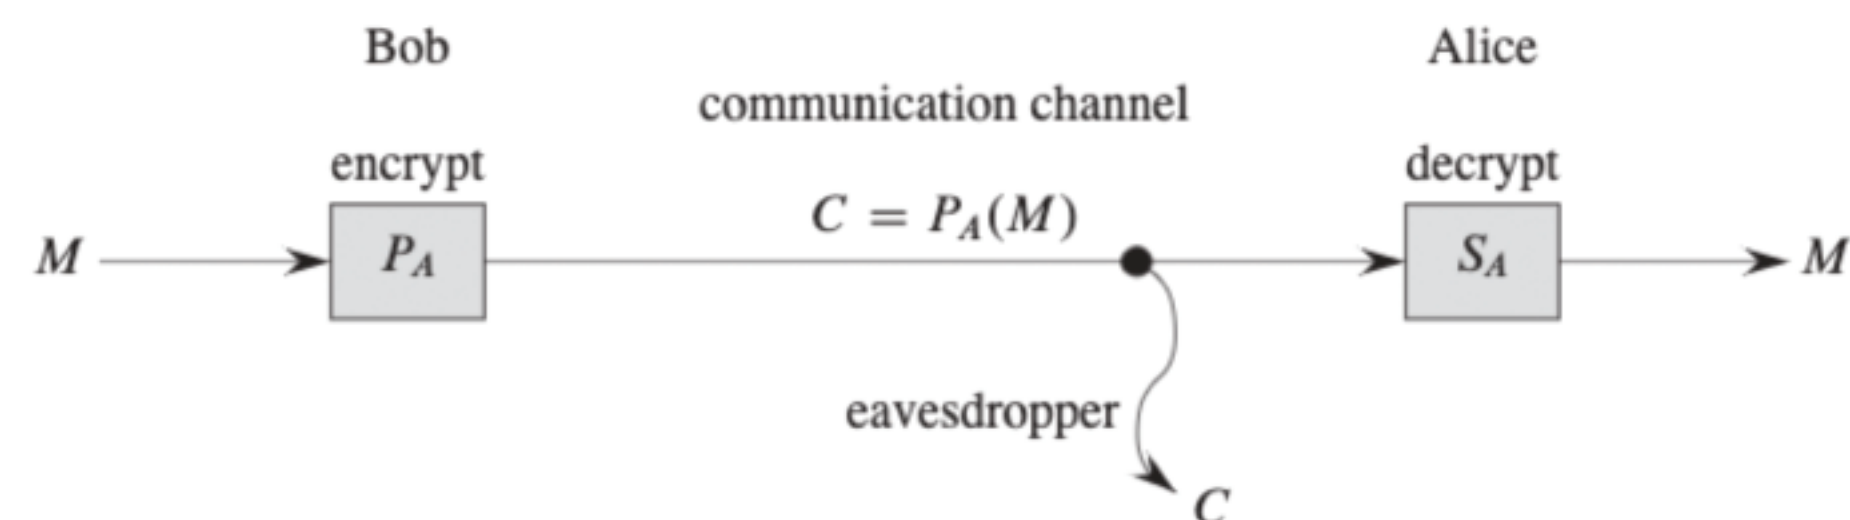 Bob
Alice
communication channel
encrypt
decrypt
C = P_A(M)
M
P_A
S_A
M
eavesdropper
C